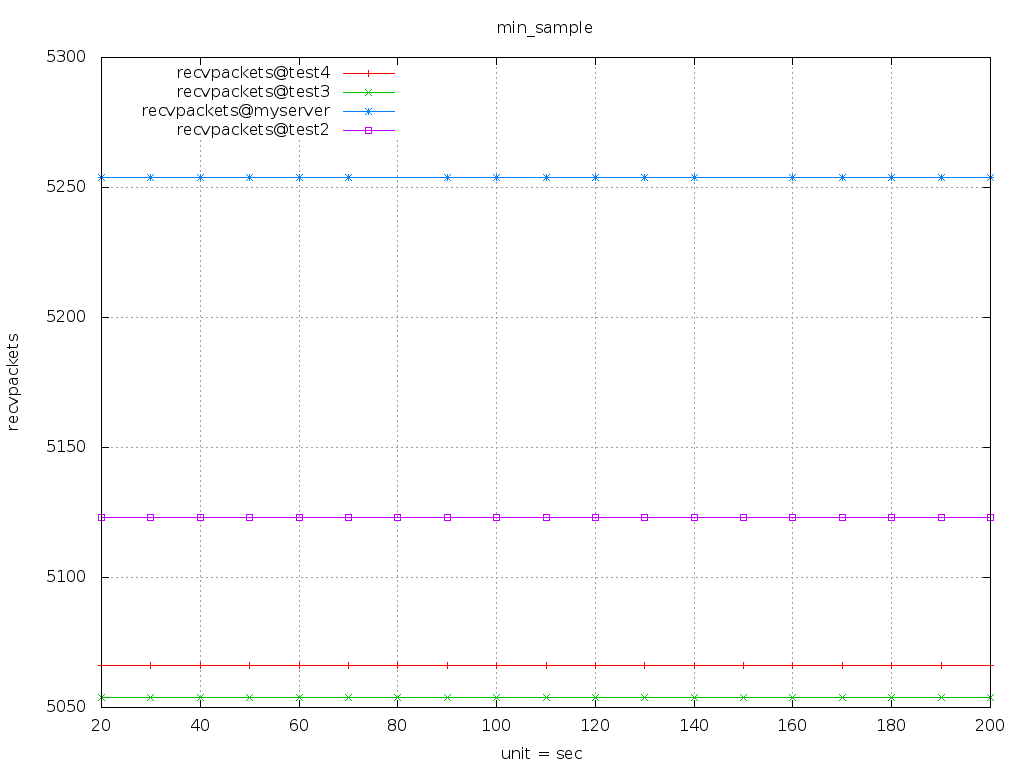 min_sample
5300
recvpackets@test4
recvpackets@test3
recvpackets@myserver
recvpackets@test2
5250
5200
recvpackets
5150
5100
5050
20 40 60 80 100 120 140 160 180 200
unit = sec